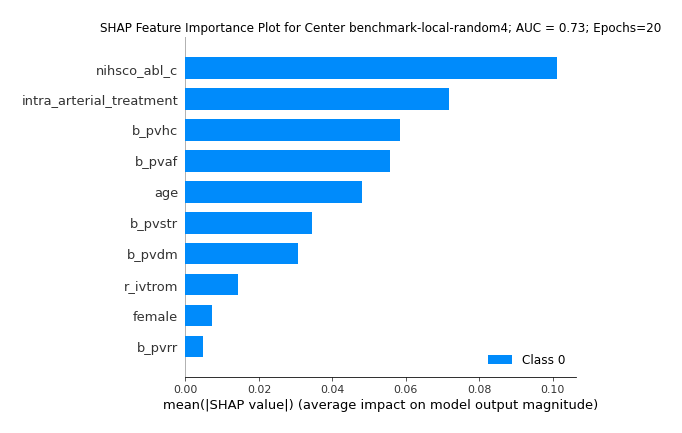 SHAP Feature Importance Plot for Center benchmark-local-random4; AUC = 0.73; Epochs=20
nihsco_abl_c
intra_arterial_treatment
b_pvhc
b_pvaf
age
b_pvstr
b_pvdm
r_ivtrom
female
b_pvrr
Class 0
0.00 0.02 0.04 0.06 0.08 0.10
mean(|SHAP value|) (average impact on model output magnitude)